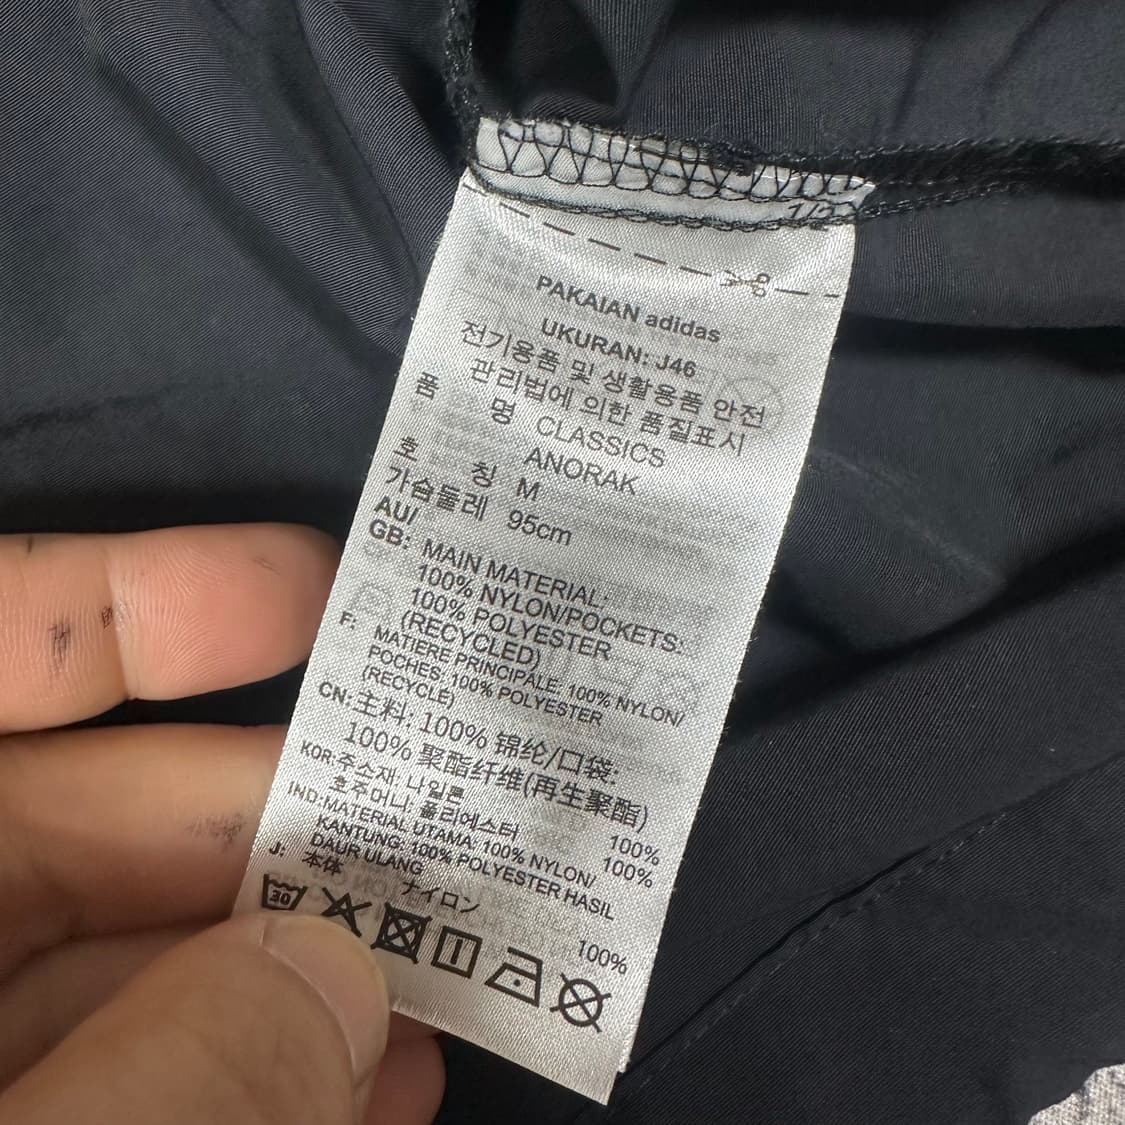 1/2
PAKAIAN adidas
UKURAN: J46
전기용품 및 생활용품 안전
관리법에 의한 품질표시
품 명 CLASSICS
ANORAK
호 칭 M
가슴둘레 95cm
AU/
GB: MAIN MATERIAL:
100% NYLON/POCKETS:
100% POLYESTER
(RECYCLED)
F: MATIERE PRINCIPALE: 100% NYLON/
POCHES: 100% POLYESTER
(RECYCLÉ)
CN: 主料: 100% 锦纶/口袋:
100% 聚酯纤维(再生聚酯)
KOR: 주소재, 나일론 100%
호주머니: 폴리에스터 100%
IND: MATERIAL UTAMA: 100% NYLON/
KANTUNG: 100% POLYESTER HASIL
DAUR ULANG
J: 本体 ナイロン 100%
30